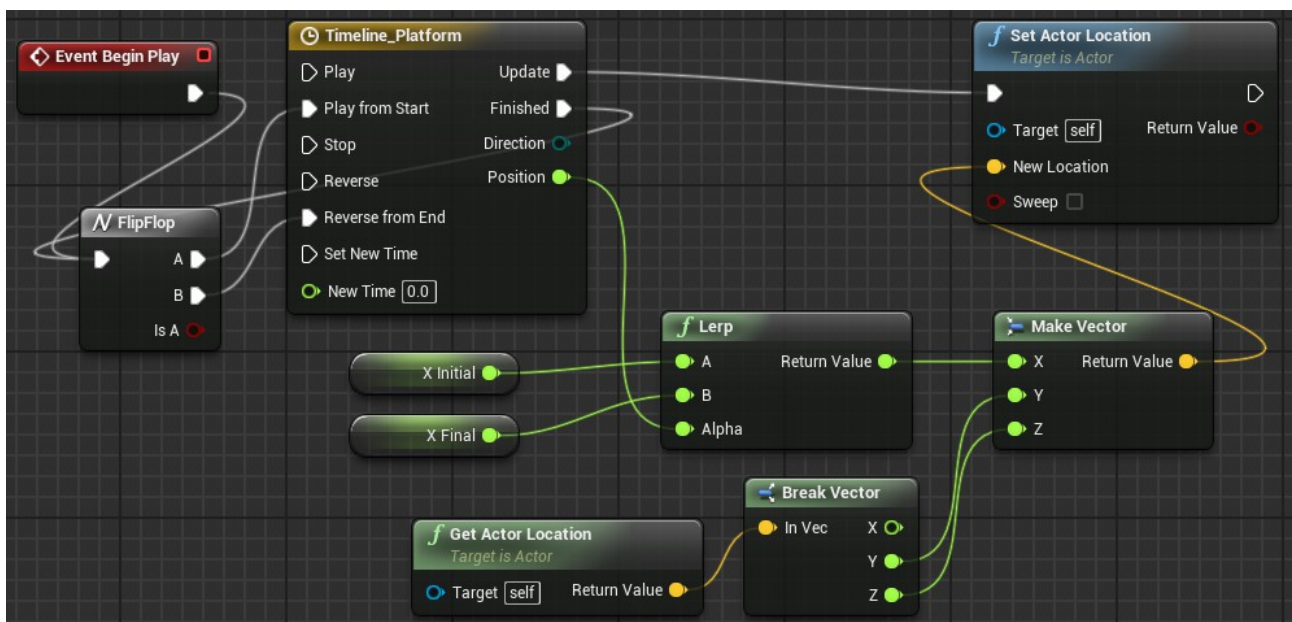 Event Begin Play
Timeline_Platform
Play
Update
Play from Start
Finished
Stop
Direction
Reverse
Position
Reverse from End
Set New Time
New Time 0.0
FlipFlop
A
B
Is A
Set Actor Location
Target is Actor
Target self
Return Value
New Location
Sweep
X Initial
X Final
Lerp
A
Return Value
B
Alpha
Make Vector
X
Return Value
Y
Z
Get Actor Location
Target is Actor
Target self
Return Value
Break Vector
In Vec
X
Y
Z